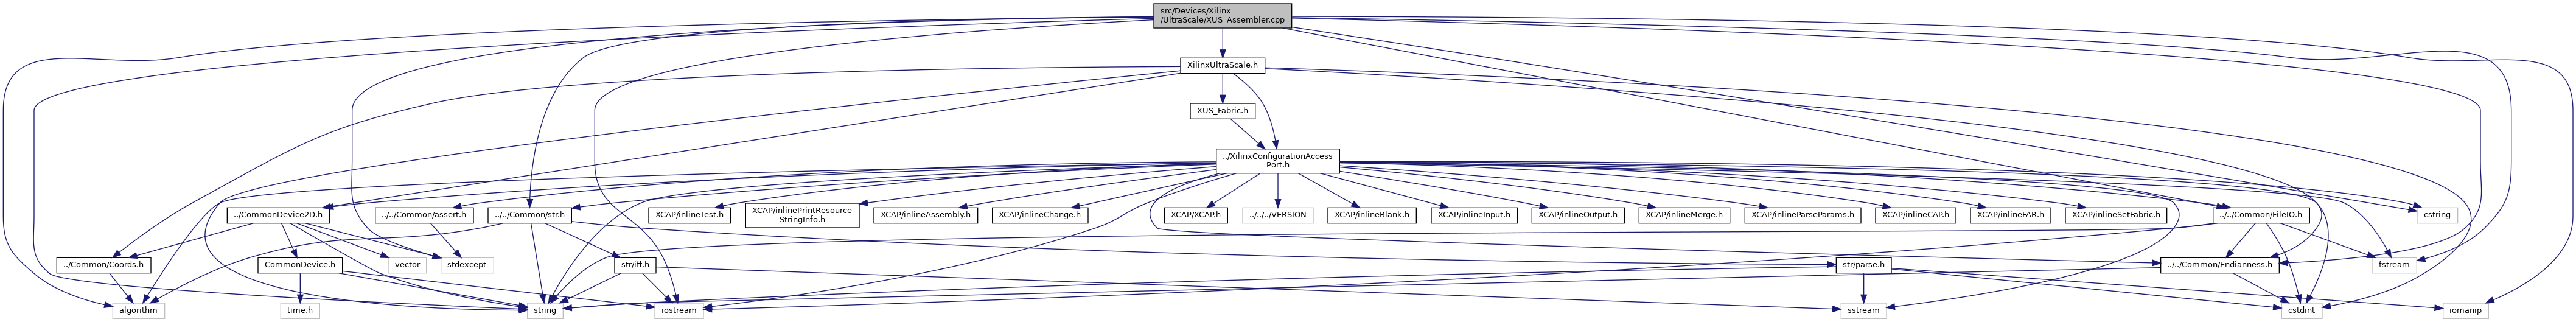 src/Devices/Xilinx
/UltraScale/XUS_Assembler.cpp
XilinxUltraScale.h
XUS_Fabric.h
../XilinxConfigurationAccess
Port.h
../CommonDevice2D.h
../../Common/assert.h
../../Common/str.h
XCAP/inlineTest.h
XCAP/inlinePrintResource
StringInfo.h
XCAP/inlineAssembly.h
XCAP/inlineChange.h
XCAP/XCAP.h
../../../VERSION
XCAP/inlineBlank.h
XCAP/inlineInput.h
XCAP/inlineOutput.h
XCAP/inlineMerge.h
XCAP/inlineParseParams.h
XCAP/inlineCAP.h
XCAP/inlineFAR.h
XCAP/inlineSetFabric.h
../../Common/FileIO.h
cstring
../Common/Coords.h
CommonDevice.h
vector
stdexcept
str/iff.h
str/parse.h
../../Common/Endianness.h
fstream
algorithm
time.h
string
iostream
sstream
cstdint
iomanip